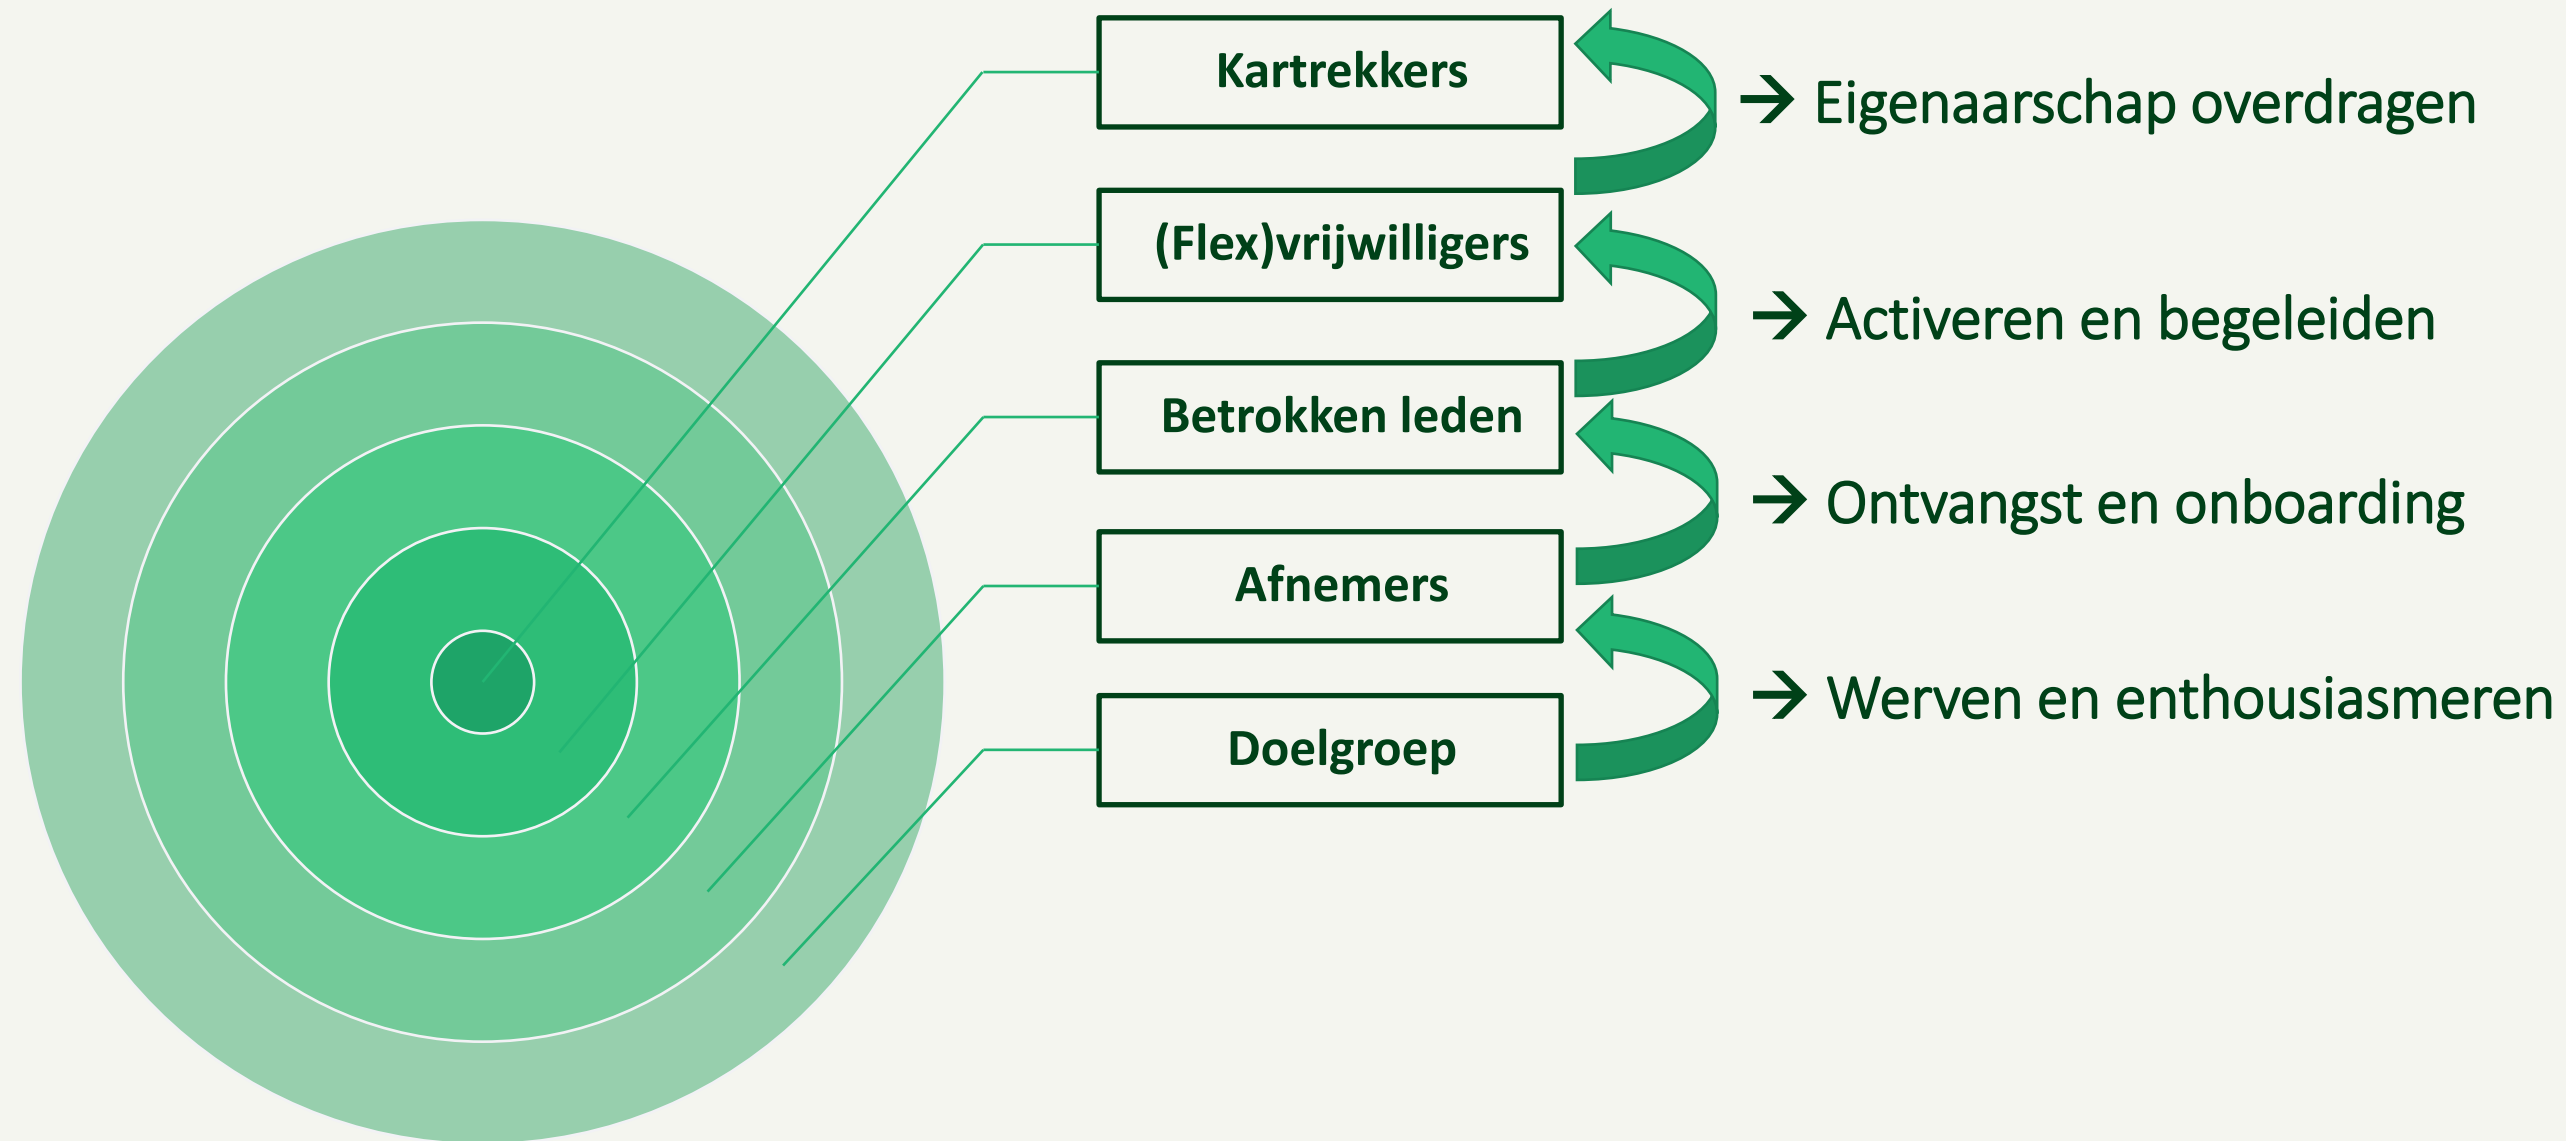 Kartrekkers
→ Eigenaarschap overdragen
(Flex)vrijwilligers
→ Activeren en begeleiden
Betrokken leden
→ Ontvangst en onboarding
Afnemers
→ Werven en enthousiasmeren
Doelgroep